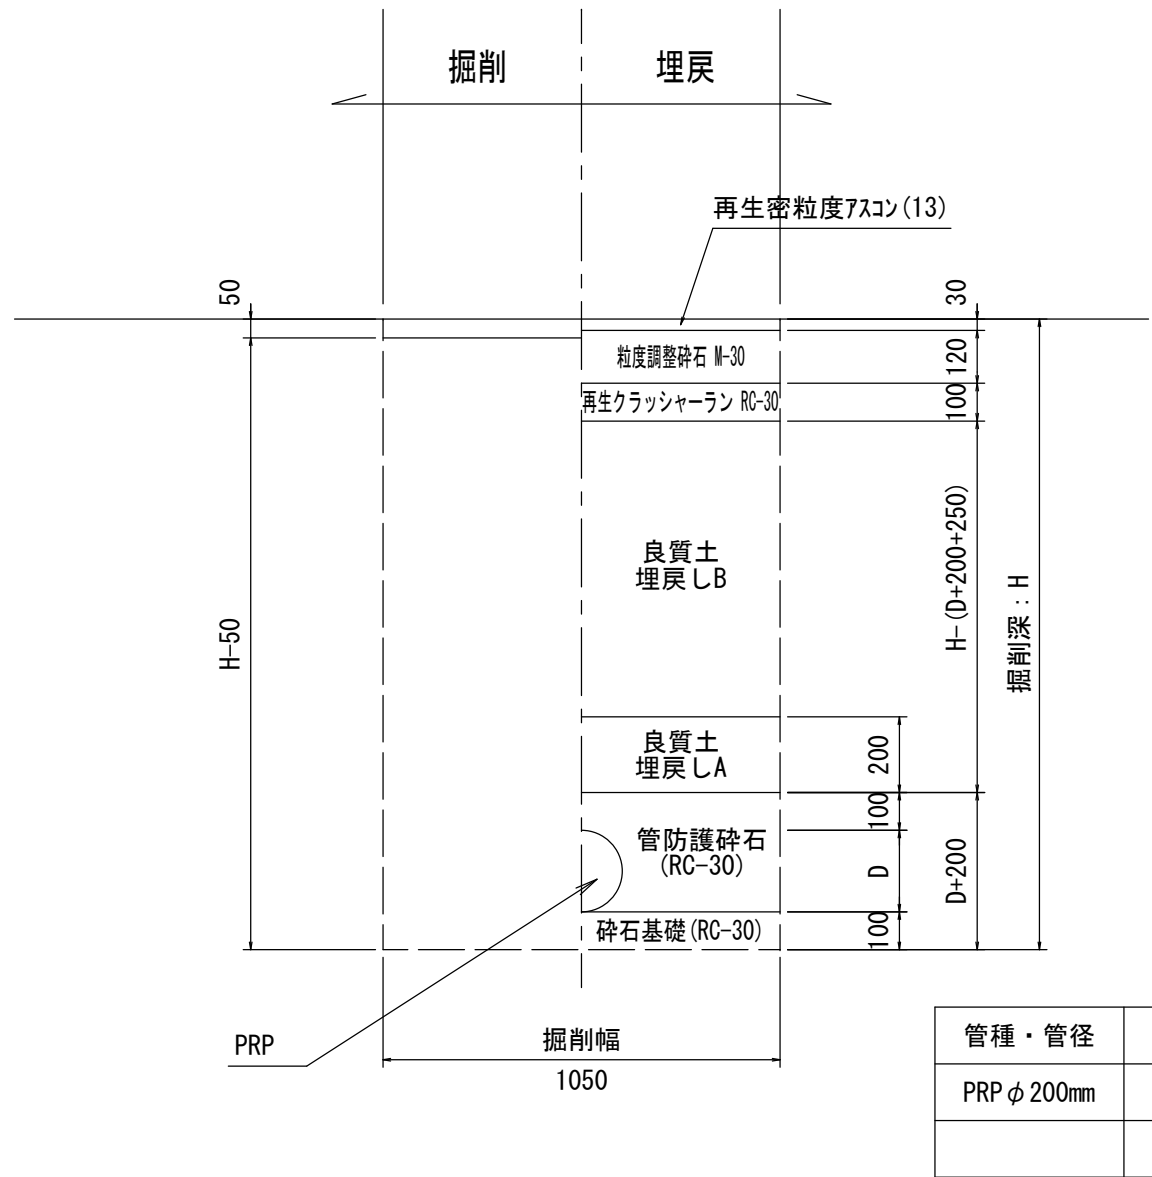 掘削
埋戻
再生密粒度アスコン(13)
50
30
粒度調整砕石 M-30
120
再生クラッシャーラン RC-30
100
良質土
埋戻しB
H-(D+200+250)
掘削深：H
H-50
良質土
埋戻しA
200
100
管防護砕石
(RC-30)
D
D+200
砕石基礎(RC-30)
100
PRP
掘削幅
1050
管種・管径
PRPφ200mm